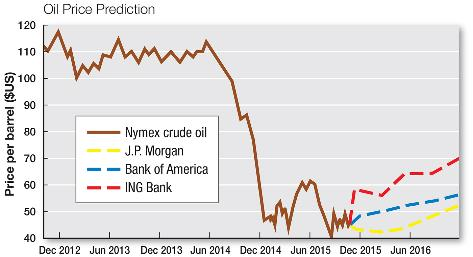 Oil Price Prediction
Price per barrel ($US)
120
110
100
90
80
70
60
50
40
Nymex crude oil
J.P. Morgan
Bank of America
ING Bank
Dec 2012 Jun 2013 Dec 2013 Jun 2014 Dec 2014 Jun 2015 Dec 2015 Jun 2016